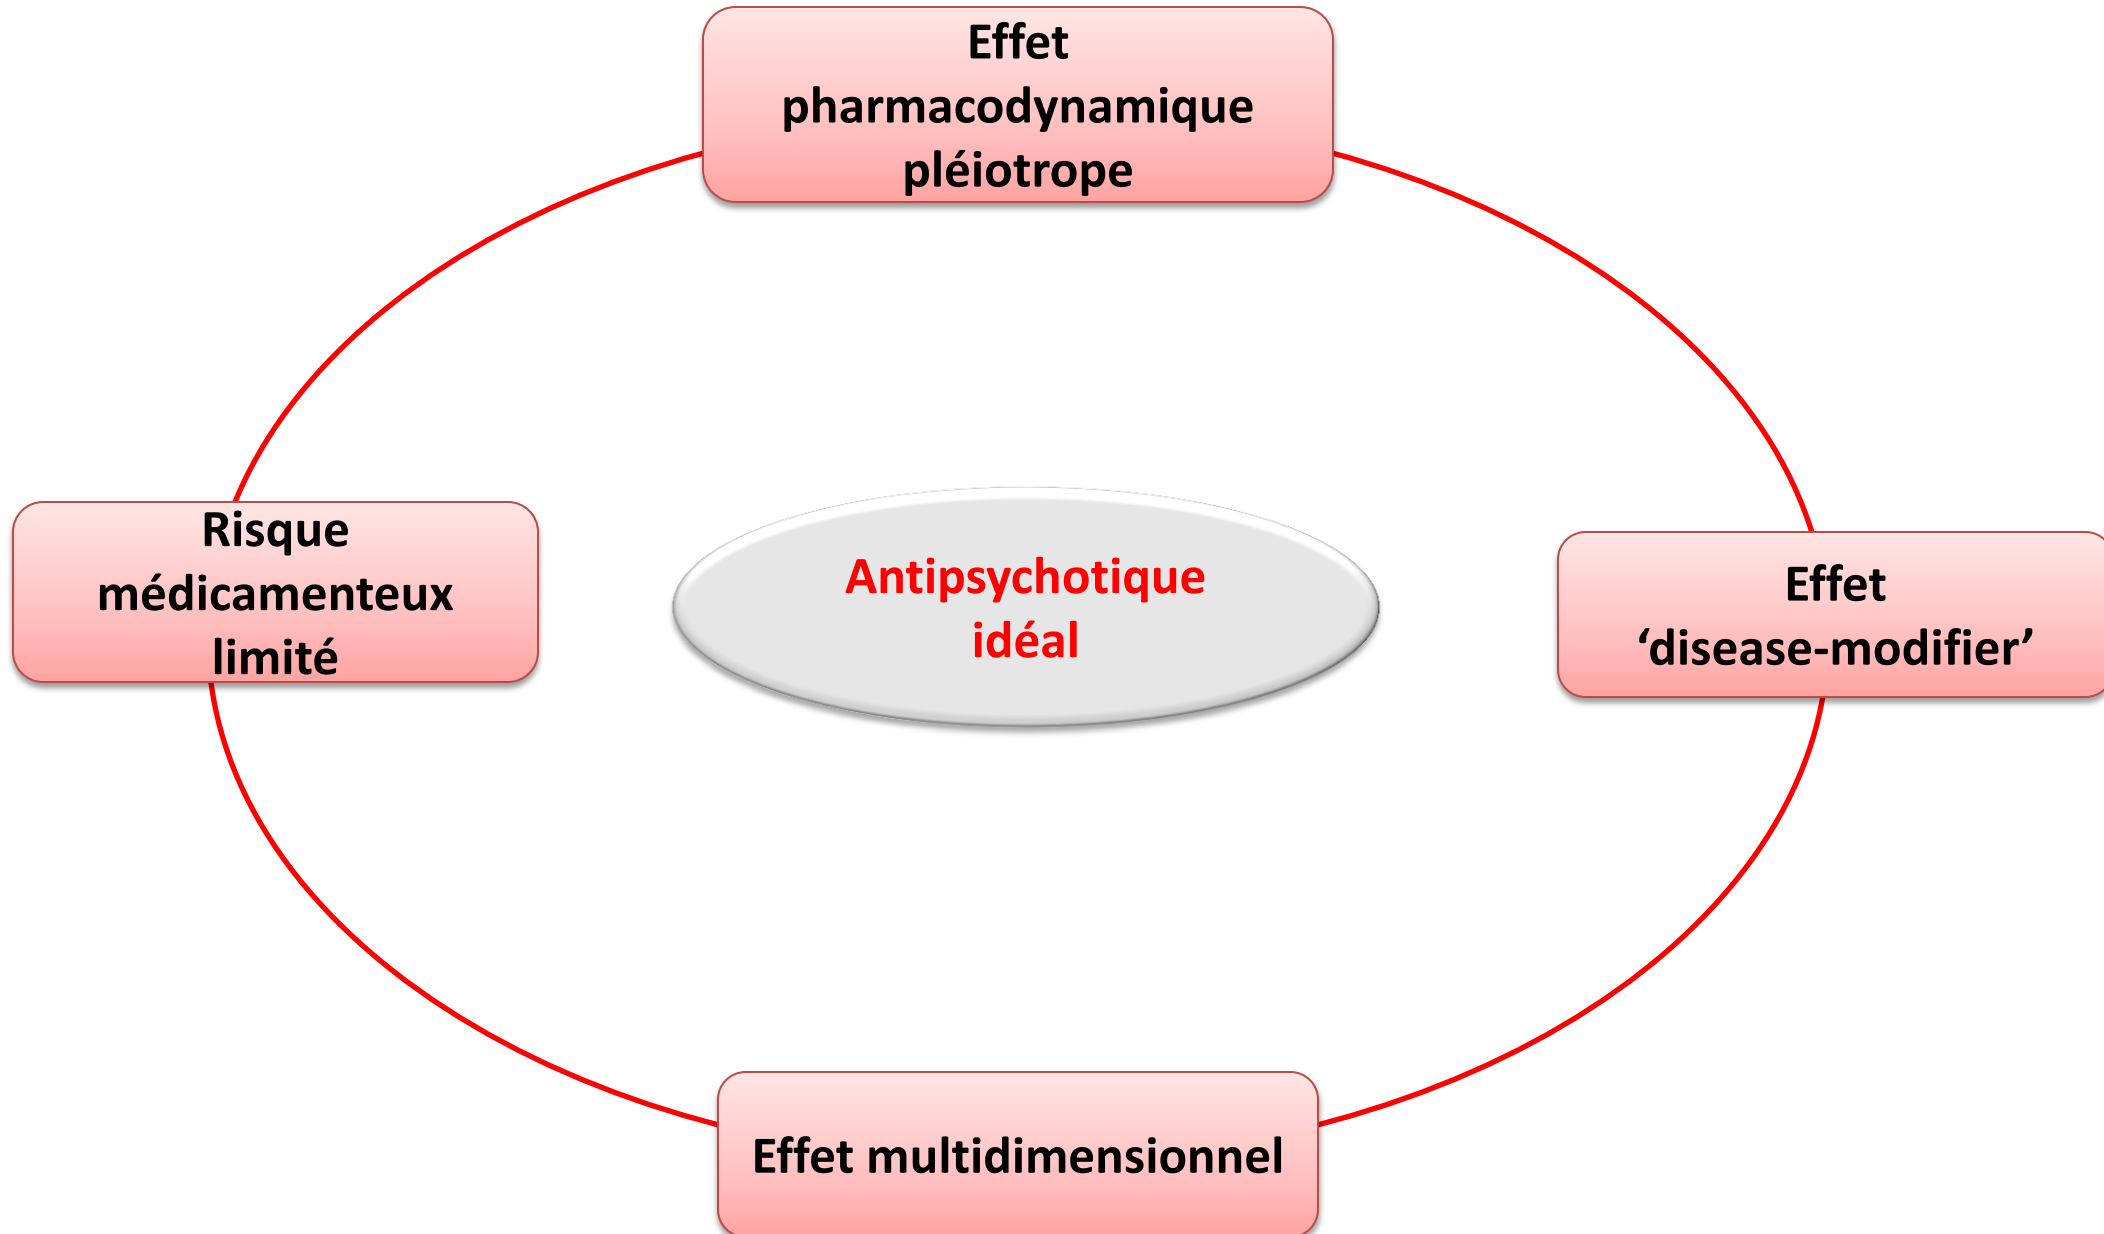 Effet
pharmacodynamique
pléiotrope
Risque
médicamenteux
limité
Antipsychotique
idéal
Effet
‘disease-modifier’
Effet multidimensionnel